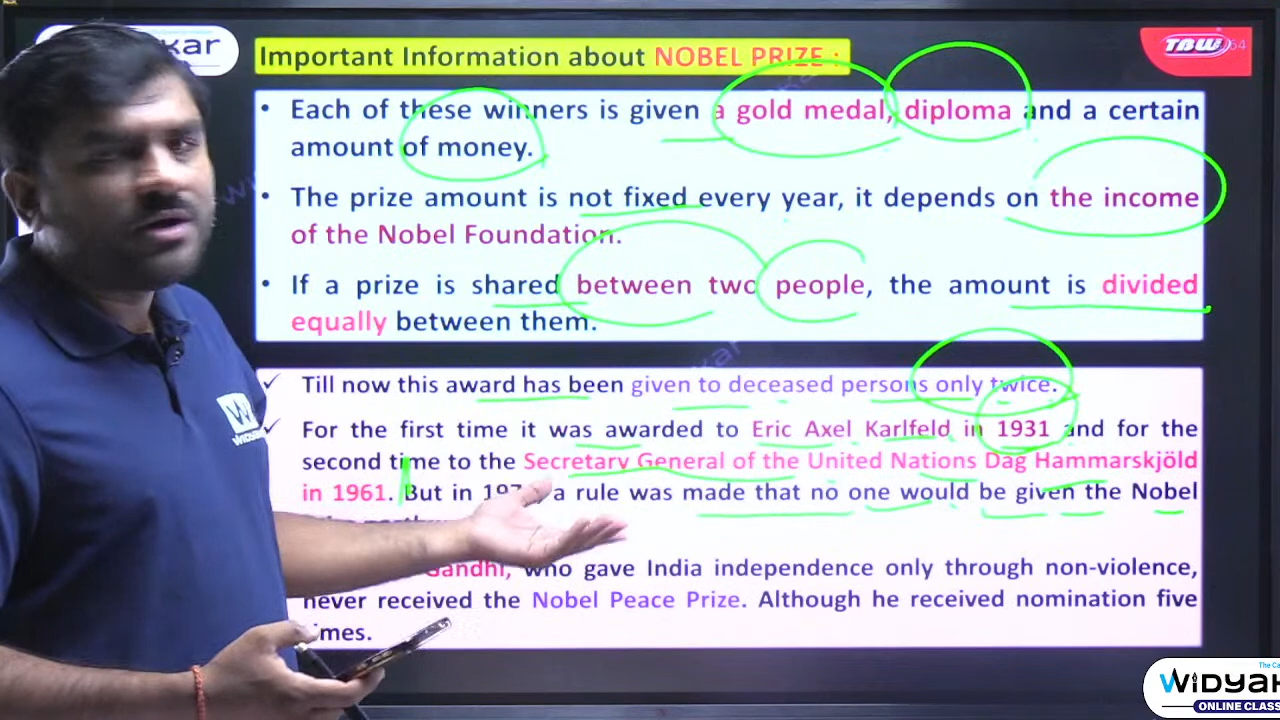 kar
Important Information about NOBEL PRIZE :
TBW
64
• Each of these winners is given a gold medal, diploma and a certain
amount of money.
• The prize amount is not fixed every year, it depends on the income
of the Nobel Foundation.
• If a prize is shared between two people, the amount is divided
equally between them.
✓ Till now this award has been given to deceased persons only twice.
✓ For the first time it was awarded to Eric Axel Karlfeld in 1931 and for the
second time to the Secretary General of the United Nations Dag Hammarskjöld
in 1961. But in a rule was made that no one would be given the Nobel
Gandhi, who gave India independence only through non-violence,
never received the Nobel Peace Prize. Although he received nomination five
times.
W
WiDYA
ONLINE CLAS